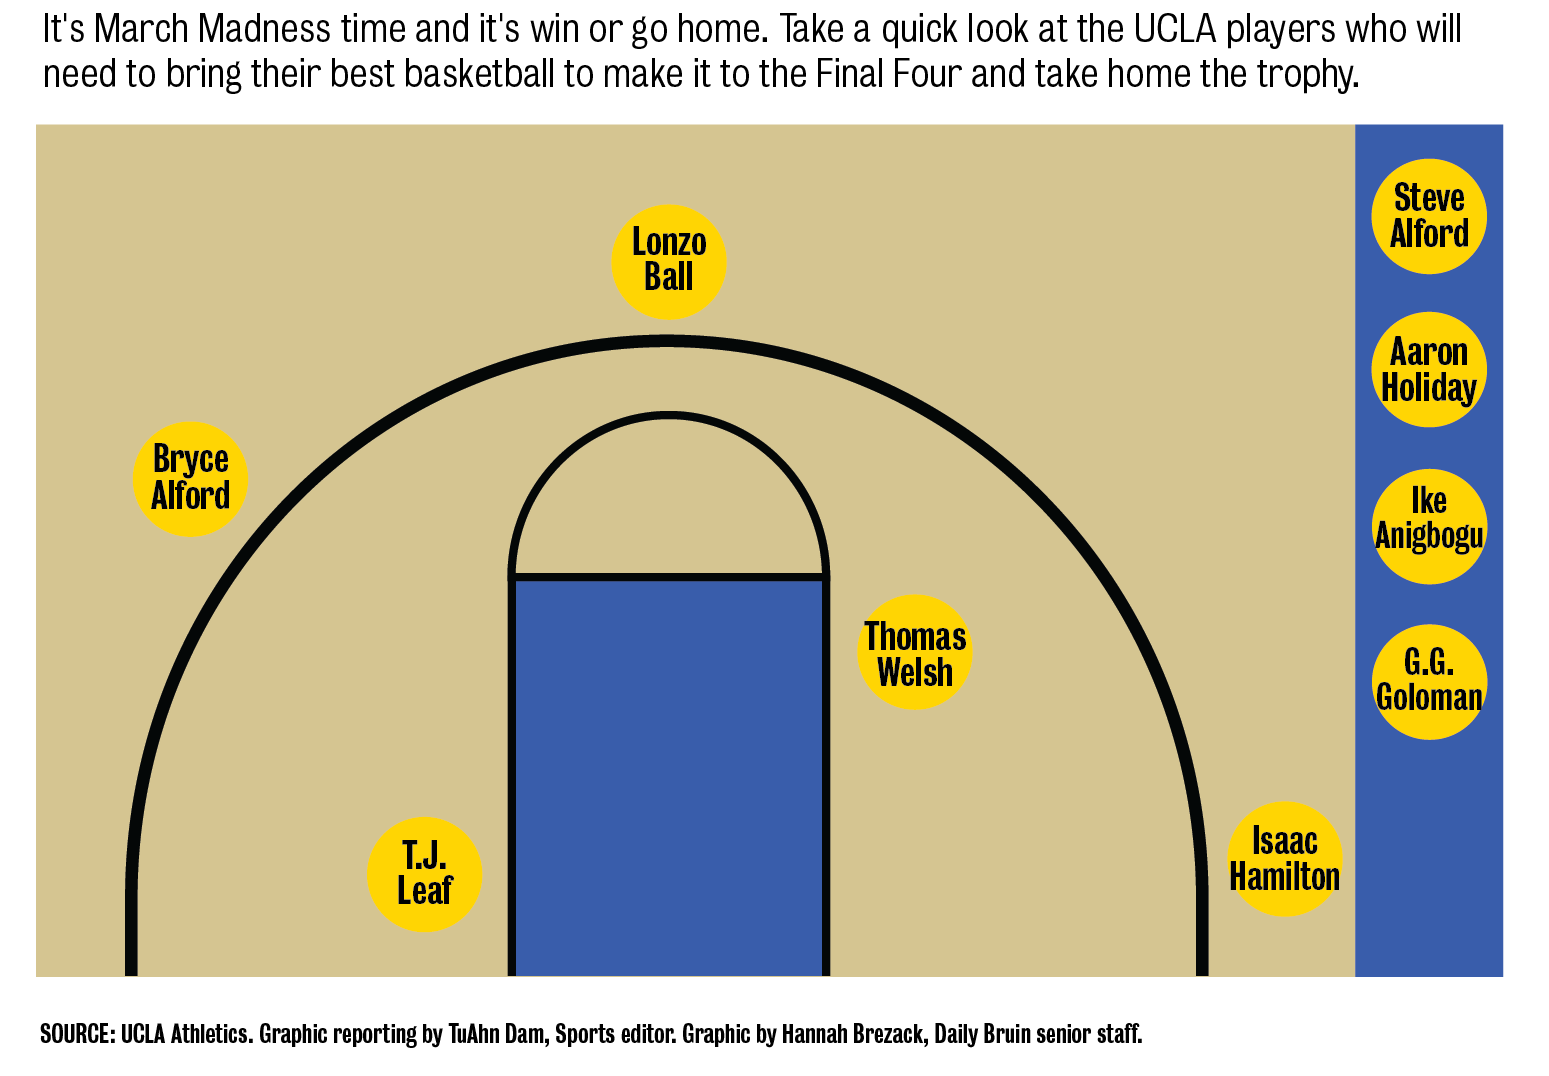 It's March Madness time and it's win or go home. Take a quick look at the UCLA players who will
need to bring their best basketball to make it to the Final Four and take home the trophy.
Lonzo
Ball
Bryce
Alford
Thomas
Welsh
T.J.
Leaf
Isaac
Hamilton
Steve
Alford
Aaron
Holiday
Ike
Anigbogu
G.G.
Goloman
SOURCE: UCLA Athletics. Graphic reporting by TuAhn Dam, Sports editor. Graphic by Hannah Brezack, Daily Bruin senior staff.